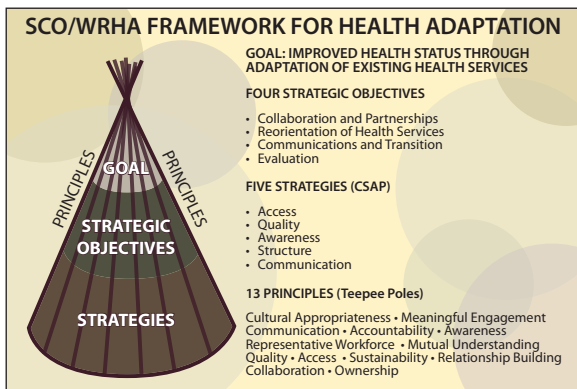 SCO/WRHA FRAMEWORK FOR HEALTH ADAPTATION
PRINCIPLES
PRINCIPLES
GOAL
STRATEGIC
OBJECTIVES
STRATEGIES
GOAL: IMPROVED HEALTH STATUS THROUGH
ADAPTATION OF EXISTING HEALTH SERVICES
FOUR STRATEGIC OBJECTIVES
• Collaboration and Partnerships
• Reorientation of Health Services
• Communications and Transition
• Evaluation
FIVE STRATEGIES (CSAP)
• Access
• Quality
• Awareness
• Structure
• Communication
13 PRINCIPLES (Teepee Poles)
Cultural Appropriateness • Meaningful Engagement
Communication • Accountability • Awareness
Representative Workforce • Mutual Understanding
Quality • Access • Sustainability • Relationship Building
Collaboration • Ownership